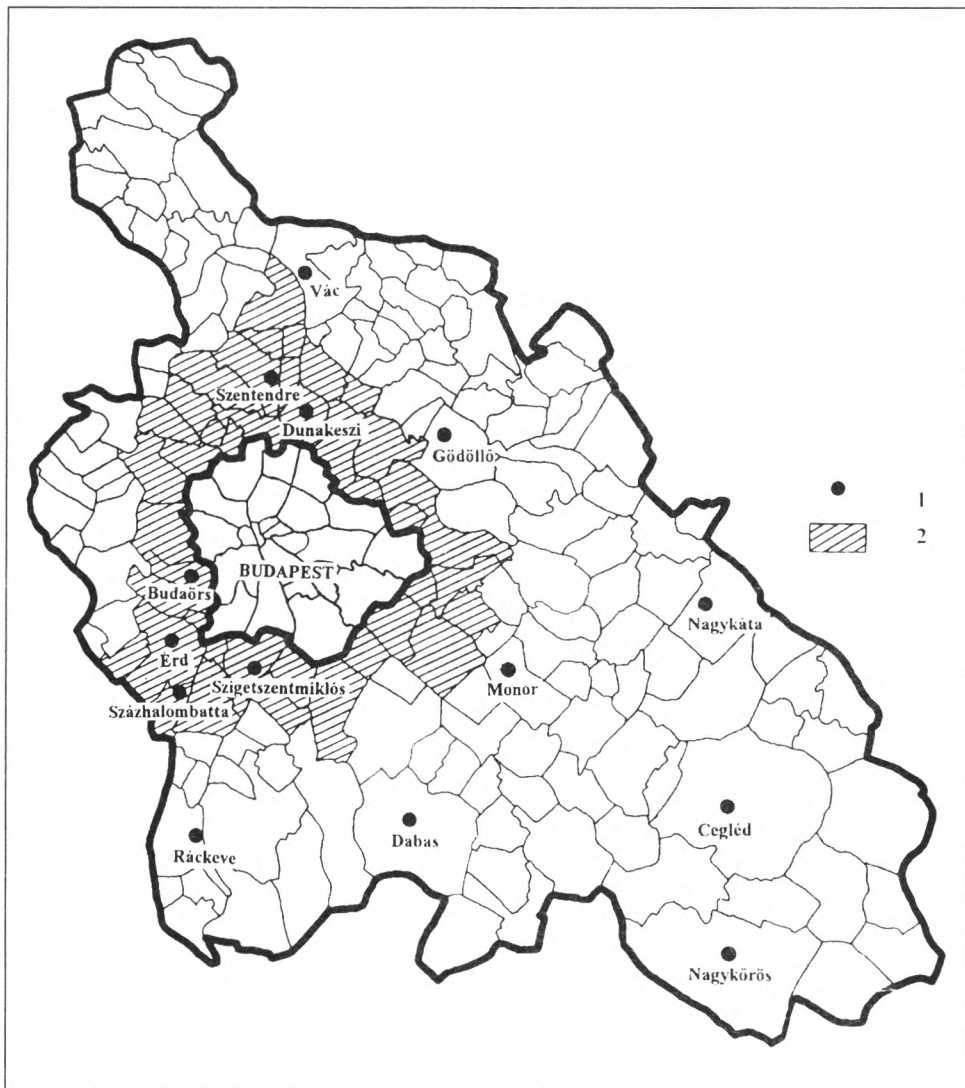 Vác
Szentendre
Dunakeszi
Gödöllő
1
2
BUDAPEST
Budaörs
Nagykáta
Érd
Szigetszentmiklós
Monor
Százhalombatta
Cegléd
Dabas
Ráckeve
Nagykőrös